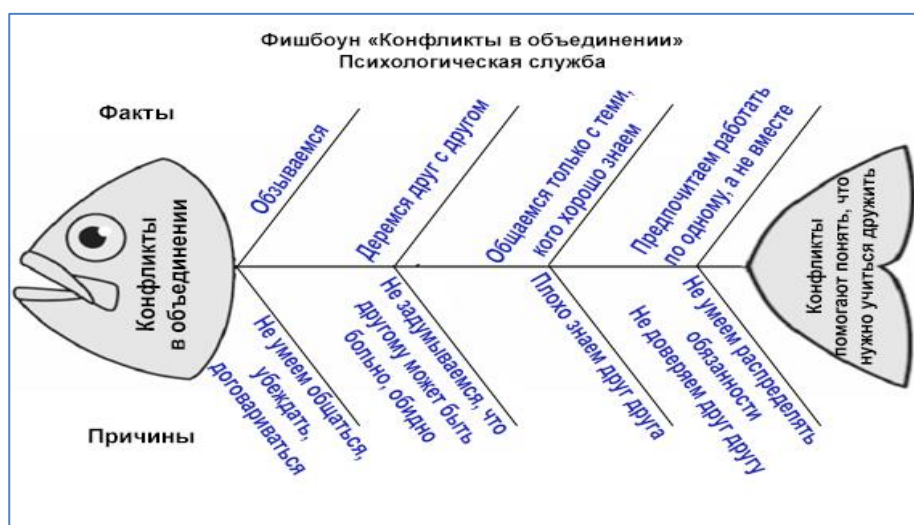 Фишбоун «Конфликты в объединении»
Психологическая служба
Факты
Обзываемся
Деремся друг с другом
Общаемся только с теми,
кого хорошо знаем
Предпочитаем работать
по одному, а не вместе
Конфликты
в объединении
Конфликты
помогают понять, что
нужно учиться дружить
Причины
Не умеем общаться,
убеждать,
договариваться
Не задумываемся, что
другому может быть
больно, обидно
Плохо знаем друг друга
Не умеем распределять
обязанности
Не доверяем друг другу